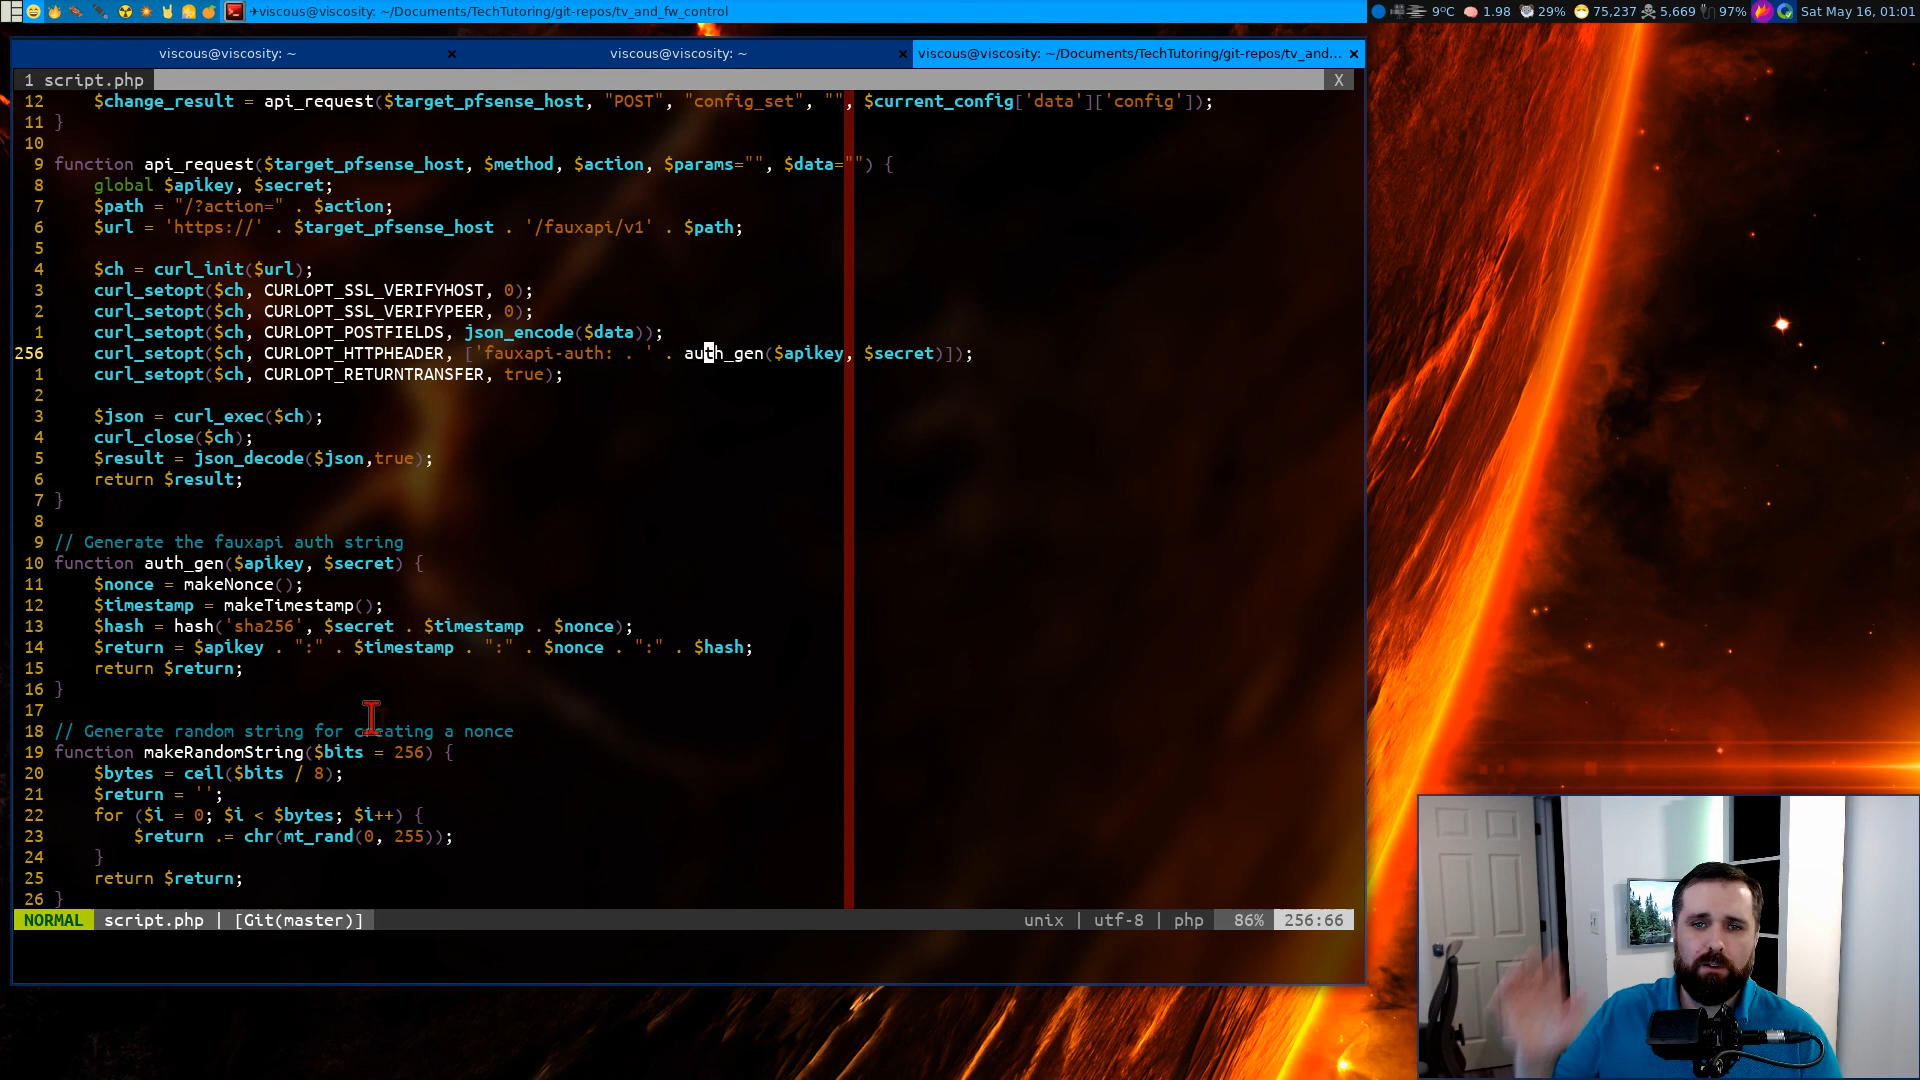 ✈viscous@viscosity: ~/Documents/TechTutoring/git-repos/tv_and_fw_control
9°C 1.98 29% 75,237 5,669 97% Sat May 16, 01:01
viscous@viscosity: ~ × viscous@viscosity: ~ × viscous@viscosity: ~/Documents/TechTutoring/git-repos/tv_and... ×
1 script.php X
12     $change_result = api_request($target_pfsense_host, "POST", "config_set", "", $current_config['data']['config']);
11 }
10
9 function api_request($target_pfsense_host, $method, $action, $params="", $data="") {
8     global $apikey, $secret;
7     $path = "/?action=" . $action;
6     $url = 'https://' . $target_pfsense_host . '/fauxapi/v1' . $path;
5
4     $ch = curl_init($url);
3     curl_setopt($ch, CURLOPT_SSL_VERIFYHOST, 0);
2     curl_setopt($ch, CURLOPT_SSL_VERIFYPEER, 0);
1     curl_setopt($ch, CURLOPT_POSTFIELDS, json_encode($data));
256     curl_setopt($ch, CURLOPT_HTTPHEADER, ['fauxapi-auth: . ' . auth_gen($apikey, $secret)]);
1     curl_setopt($ch, CURLOPT_RETURNTRANSFER, true);
2
3     $json = curl_exec($ch);
4     curl_close($ch);
5     $result = json_decode($json,true);
6     return $result;
7 }
8
9 // Generate the fauxapi auth string
10 function auth_gen($apikey, $secret) {
11     $nonce = makeNonce();
12     $timestamp = makeTimestamp();
13     $hash = hash('sha256', $secret . $timestamp . $nonce);
14     $return = $apikey . ":" . $timestamp . ":" . $nonce . ":" . $hash;
15     return $return;
16 }
17
18 // Generate random string for creating a nonce
19 function makeRandomString($bits = 256) {
20     $bytes = ceil($bits / 8);
21     $return = '';
22     for ($i = 0; $i < $bytes; $i++) {
23         $return .= chr(mt_rand(0, 255));
24     }
25     return $return;
26 }
NORMAL script.php | [Git(master)] unix | utf-8 | php 86% 256:66